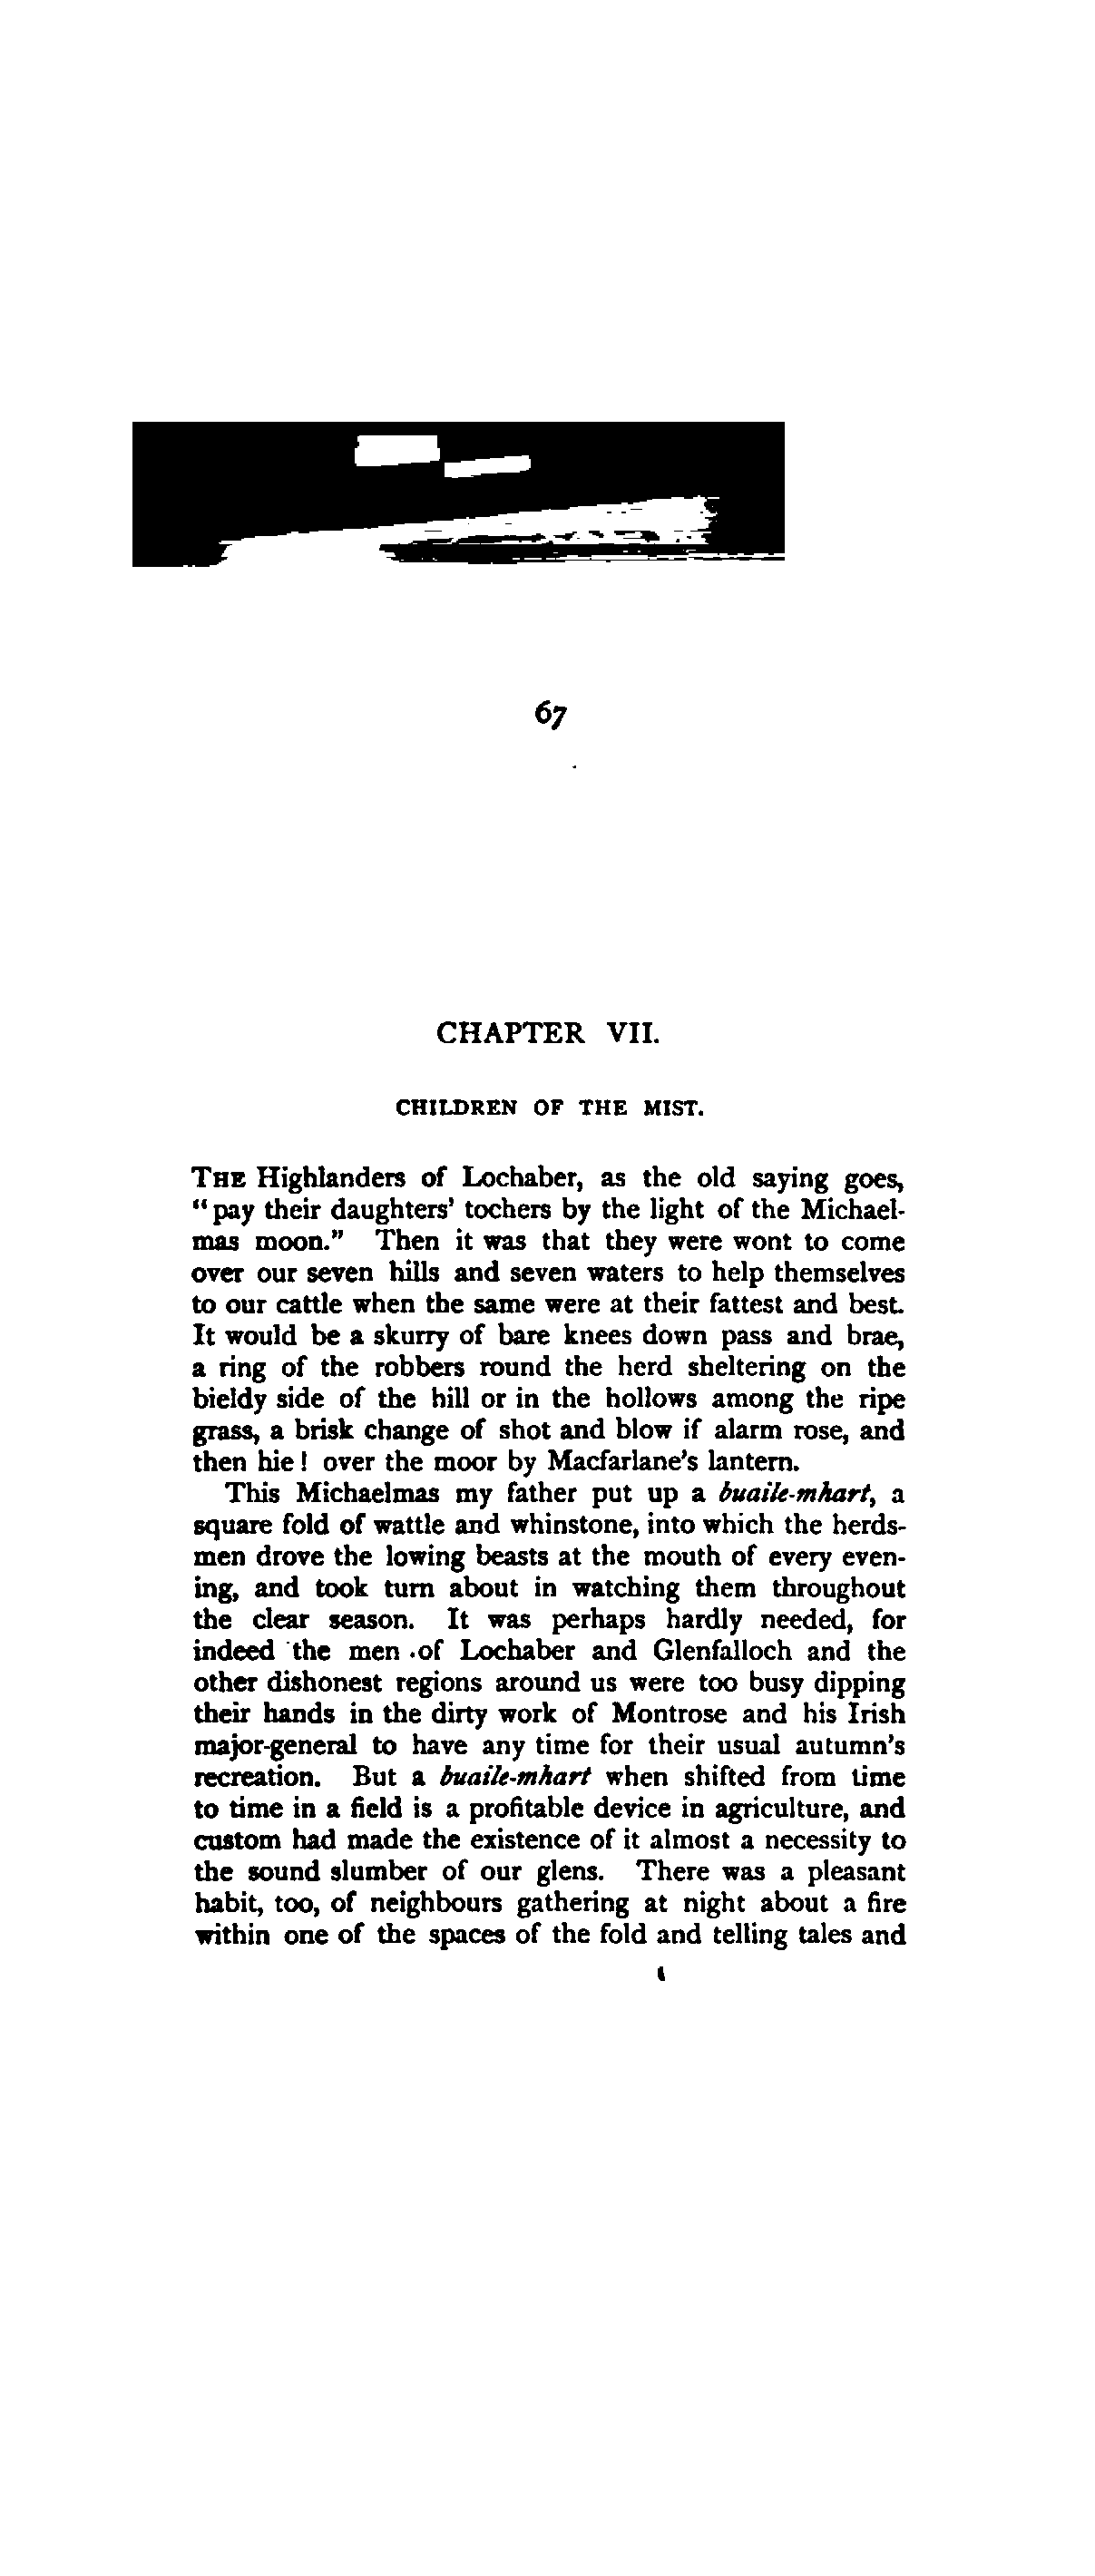 67
CHAPTER VII.
CHILDREN OF THE MIST.
THE Highlanders of Lochaber, as the old saying goes,
"pay their daughters' tochers by the light of the Michael-
mas moon." Then it was that they were wont to come
over our seven hills and seven waters to help themselves
to our cattle when the same were at their fattest and best.
It would be a skurry of bare knees down pass and brae,
a ring of the robbers round the herd sheltering on the
bieldy side of the hill or in the hollows among the ripe
grass, a brisk change of shot and blow if alarm rose, and
then hie! over the moor by Macfarlane's lantern.
This Michaelmas my father put up a buaile-mhart, a
square fold of wattle and whinstone, into which the herds-
men drove the lowing beasts at the mouth of every even-
ing, and took turn about in watching them throughout
the clear season. It was perhaps hardly needed, for
indeed the men of Lochaber and Glenfalloch and the
other dishonest regions around us were too busy dipping
their hands in the dirty work of Montrose and his Irish
major-general to have any time for their usual autumn's
recreation. But a buaile-mhart when shifted from time
to time in a field is a profitable device in agriculture, and
custom had made the existence of it almost a necessity to
the sound slumber of our glens. There was a pleasant
habit, too, of neighbours gathering at night about a fire
within one of the spaces of the fold and telling tales and